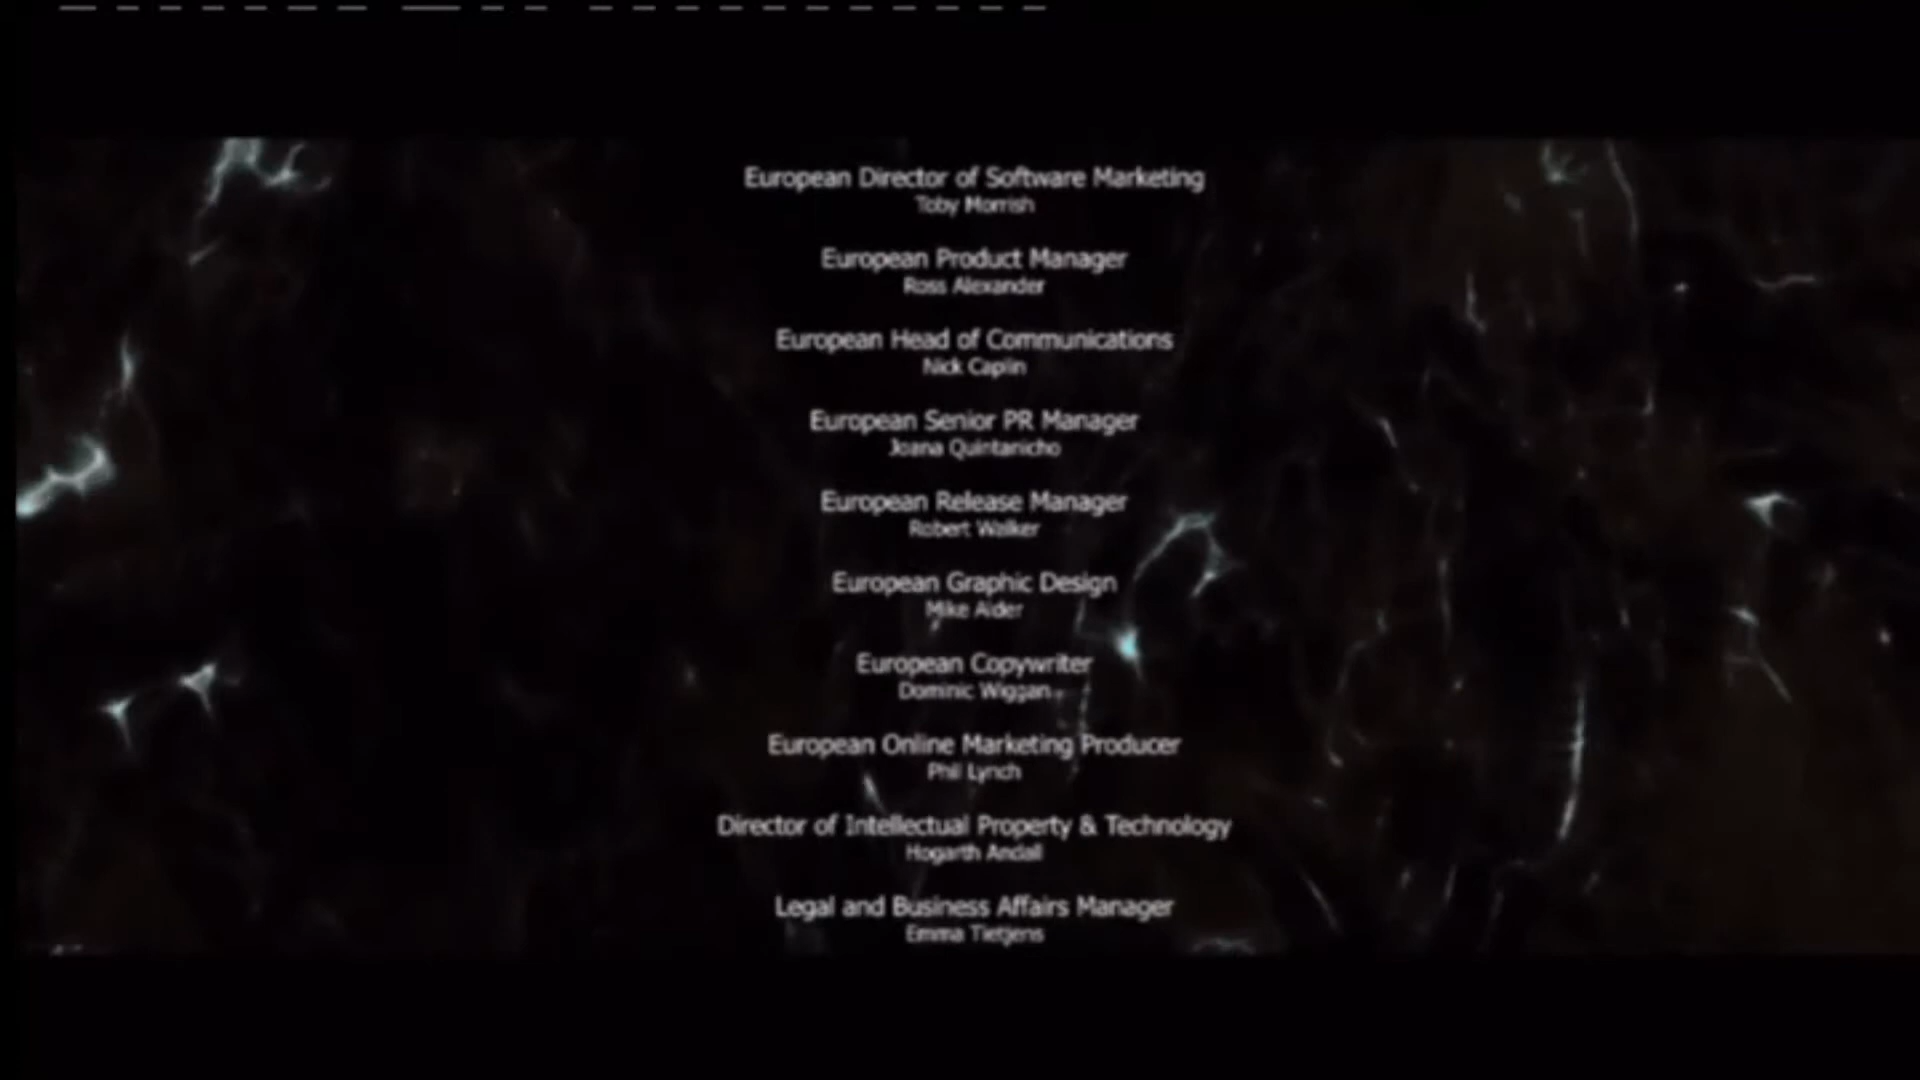 European Director of Software Marketing
Toby Morrish
European Product Manager
Ross Alexander
European Head of Communications
Nick Caplin
European Senior PR Manager
Joana Quintanicho
European Release Manager
Robert Walker
European Graphic Design
Mike Alder
European Copywriter
Dominic Wiggan
European Online Marketing Producer
Phil Lynch
Director of Intellectual Property & Technology
Hogarth Andall
Legal and Business Affairs Manager
Emma Tietjens